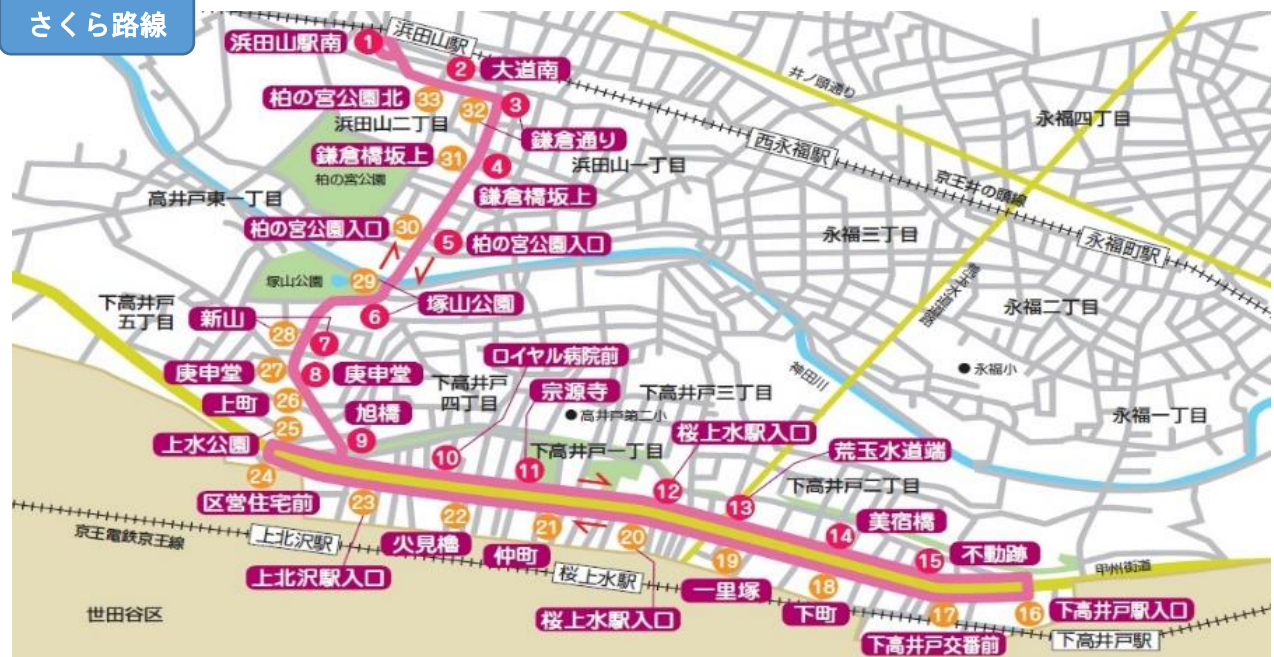 さくら路線
浜田山駅南
1
浜田山駅
2
大道南
井ノ頭通り
柏の宮公園北
33
32
3
浜田山二丁目
鎌倉通り
永福四丁目
鎌倉橋坂上
31
4
浜田山一丁目
西永福駅
柏の宮公園
鎌倉橋坂上
京王井の頭線
高井戸東一丁目
柏の宮公園入口
30
5
柏の宮公園入口
永福三丁目
永福町駅
塚山公園
29
塚山公園
6
下高井戸
五丁目
新山
28
7
永福二丁目
ロイヤル病院前
庚申堂
27
8
庚申堂
下高井戸
四丁目
宗源寺
下高井戸三丁目
神田川
永福小
上町
26
旭橋
高井戸第二小
永福一丁目
25
上水公園
9
10
11
下高井戸一丁目
桜上水駅入口
荒玉水道端
24
12
13
下高井戸二丁目
区営住宅前
23
22
21
20
14
美宿橋
京王電鉄京王線
上北沢駅
火見櫓
仲町
19
15
不動跡
甲州街道
上北沢駅入口
桜上水駅
一里塚
18
世田谷区
桜上水駅入口
下町
17
16
下高井戸駅入口
下高井戸交番前
下高井戸駅